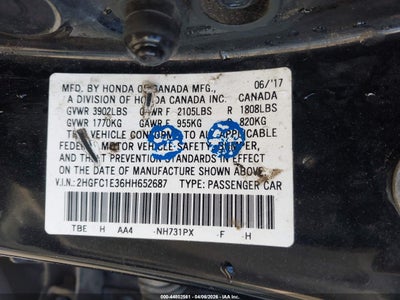 MFD. BY HONDA OF CANADA MFG., 06/17
A DIVISION OF HONDA CANADA INC. CANADA
GVWR 3902LBS GVWR F 2105LBS R 1808LBS
GVWR 1770KG GAWR F 955KG 820KG
THIS VEHICLE CONFORMS TO ALL APPLICABLE
FEDERAL MOTOR VEHICLE SAFETY, BUMPER,
AND THEFT PREVENTION STANDARDS IN EFFECT
ON THE DATE OF MANUFACTURE SHOWN ABOVE.
V.I.N.: 2HGFC1E36HH652687 TYPE: PASSENGER CAR
TBE H AA4 NH731PX F H
000-44802561 - 04/06/2026 - IAA Inc.